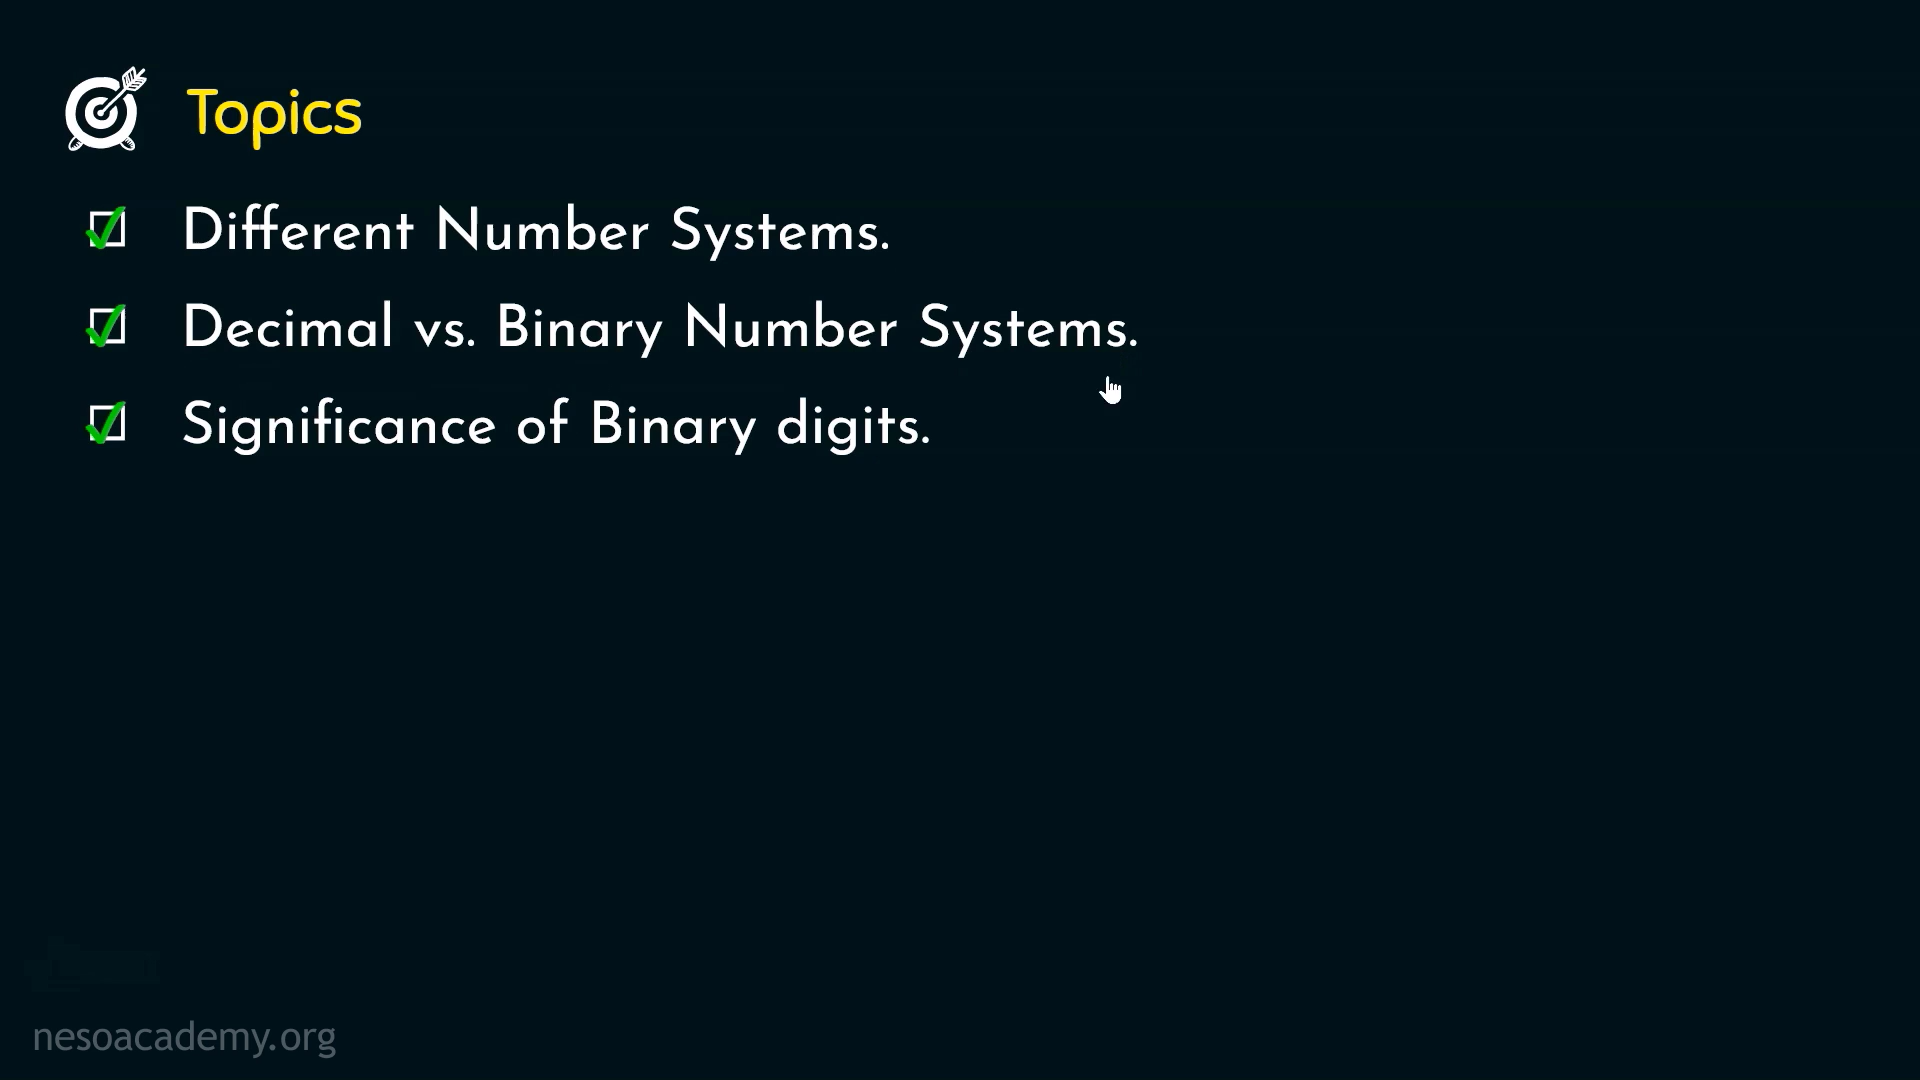 Topics
Different Number Systems.
Decimal vs. Binary Number Systems.
Significance of Binary digits.
nesoacademy.org